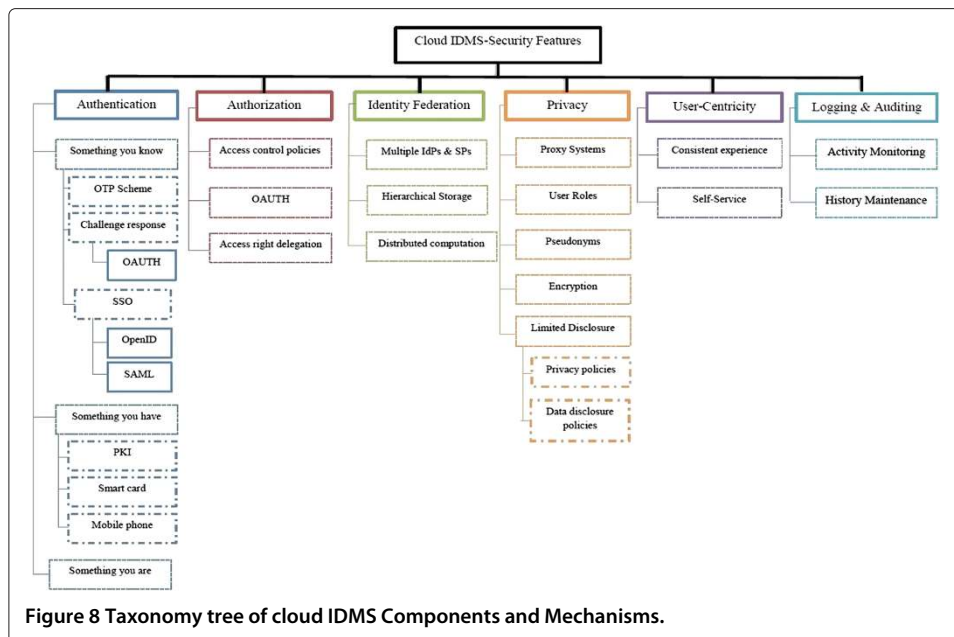 Cloud IDMS-Security Features
Authentication
Authorization
Identity Federation
Privacy
User-Centricity
Logging & Auditing
Something you know
OTP Scheme
Challenge response
OAUTH
SSO
OpenID
SAML
Something you have
PKI
Smart card
Mobile phone
Something you are
Access control policies
OAUTH
Access right delegation
Multiple IdPs & SPs
Hierarchical Storage
Distributed computation
Proxy Systems
User Roles
Pseudonyms
Encryption
Limited Disclosure
Privacy policies
Data disclosure
policies
Consistent experience
Self-Service
Activity Monitoring
History Maintenance
Figure 8 Taxonomy tree of cloud IDMS Components and Mechanisms.